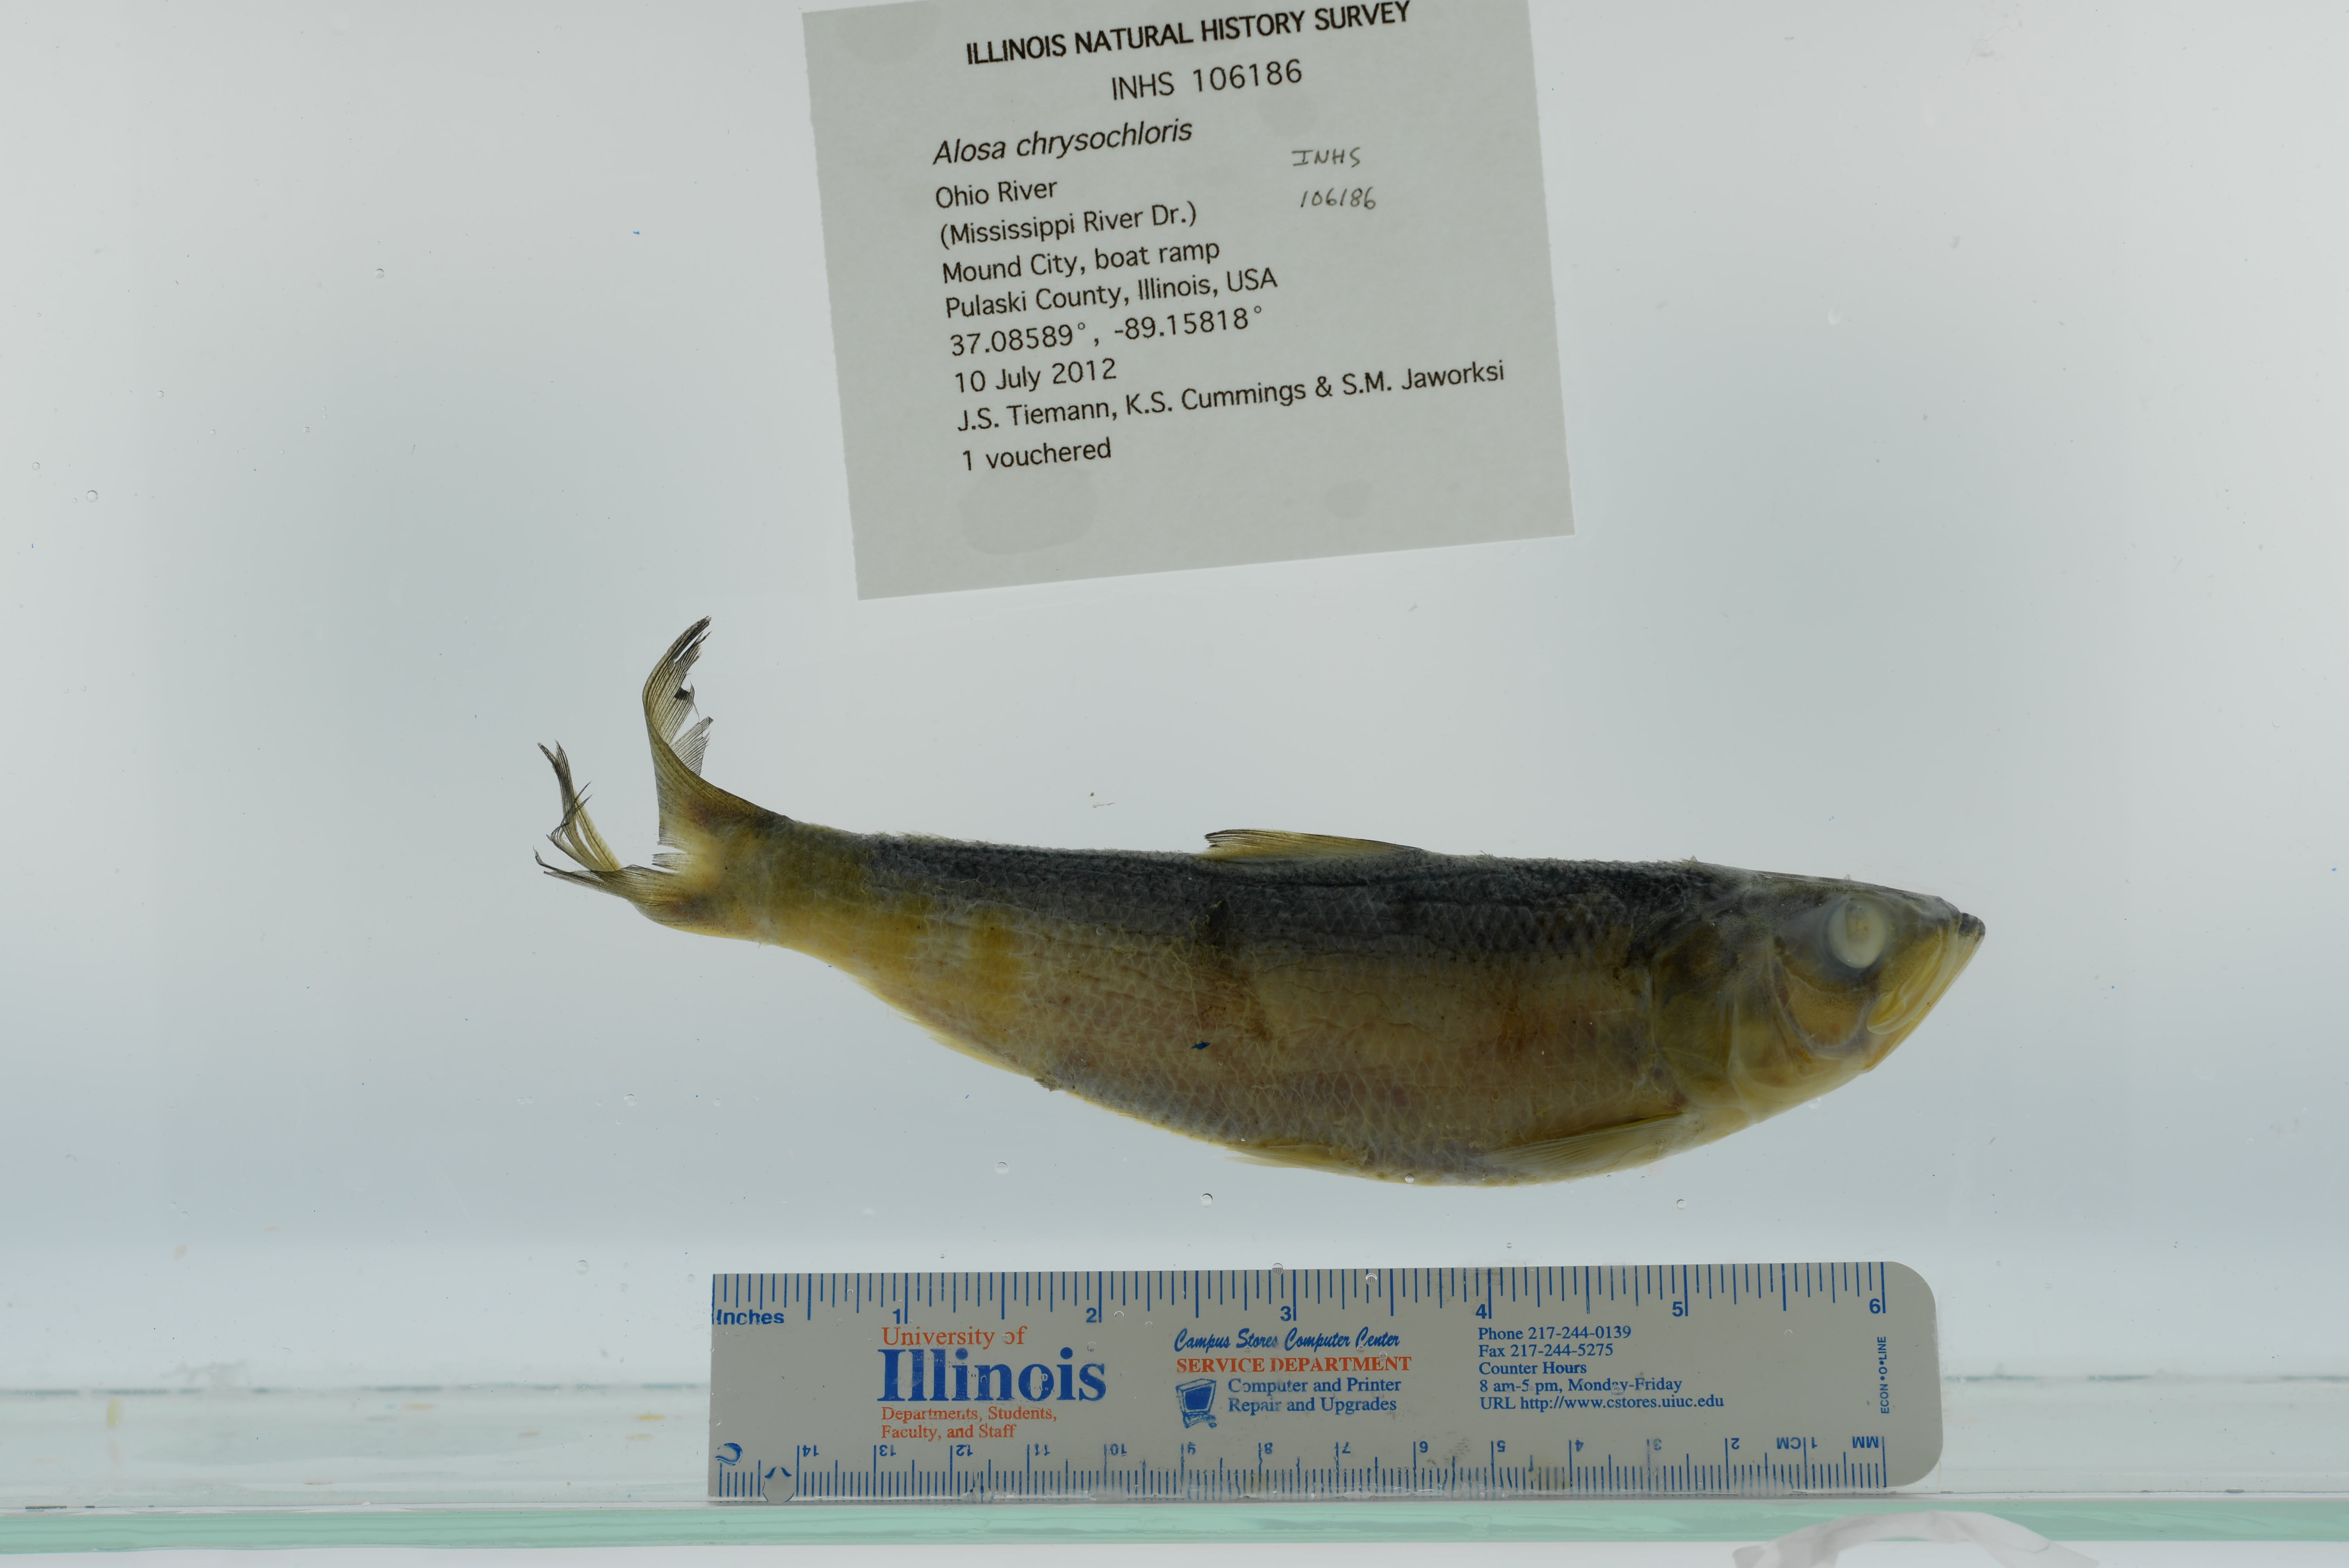 ILLINOIS NATURAL HISTORY SURVEY
INHS 106186
Alosa chrysochloris
INHS
106186
Ohio River
(Mississippi River Dr.)
Mound City, boat ramp
Pulaski County, Illinois, USA
37.08589°, -89.15818°
10 July 2012
J.S. Tiemann, K.S. Cummings & S.M. Jaworksi
1 vouchered
Inches 1 2 3 4 5 6
University of
Illinois
Departments, Students,
Faculty, and Staff
Campus Stores Computer Center
SERVICE DEPARTMENT
Computer and Printer
Repair and Upgrades
Phone 217-244-0139
Fax 217-244-5275
Counter Hours
8 am-5 pm, Monday-Friday
URL http://www.cstores.uiuc.edu
ECON•O•LINE
MM 1 CM 2 3 4 5 6 7 8 9 10 11 12 13 14